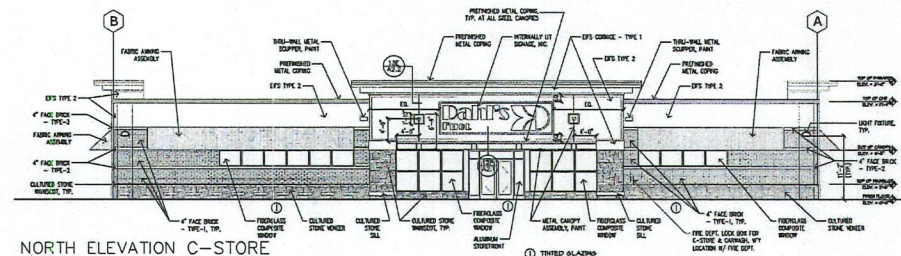 B
A
PREFINISHED METAL COPING,
TYP. AT ALL STEEL CANOPIES
PREFINISHED
METAL COPING
INTERNALLY LIT
SIGNAGE, NIC.
EIFS CORNICE - TYPE 1
EIFS TYPE 2
THRU-WALL METAL
SCUPPER, PAINT
PREFINISHED
METAL COPING
EIFS TYPE 2
FABRIC AWNING
ASSEMBLY
THRU-WALL METAL
SCUPPER, PAINT
PREFINISHED
METAL COPING
EIFS TYPE 2
FABRIC AWNING
ASSEMBLY
EIFS TYPE 2
4" FACE BRICK
- TYPE-2
FABRIC AWNING
ASSEMBLY
4" FACE BRICK
- TYPE-2
CULTURED STONE
WAINSCOT, TYP.
EQ.
EQ.
Dahl's
FUEL
LIGHT FIXTURE,
TYP.
4" FACE BRICK
- TYPE-2
4" FACE BRICK
- TYPE-1, TYP.
FIBERGLASS
COMPOSITE
WINDOW
CULTURED
STONE VENEER
CULTURED
STONE
SILL
CULTURED STONE
WAINSCOT, TYP.
FIBERGLASS
COMPOSITE
WINDOW
ALUMINUM
STOREFRONT
METAL CANOPY
ASSEMBLY, PAINT
FIBERGLASS
COMPOSITE
WINDOW
CULTURED
STONE
SILL
4" FACE BRICK
- TYPE-1, TYP.
FIRE DEPT. LOCK BOX FOR
C-STORE & CARWASH, VFY
LOCATION W/ FIRE DEPT.
FIBERGLASS
COMPOSITE
WINDOW
CULTURED
STONE VENEER
1
1
NORTH ELEVATION C-STORE
1 TINTED GLAZING